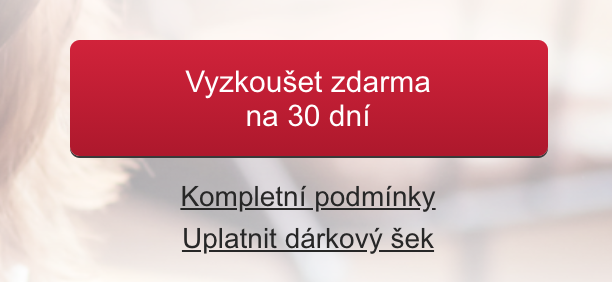 Vyzkoušet zdarma
na 30 dní
Kompletní podmínky
Uplatnit dárkový šek